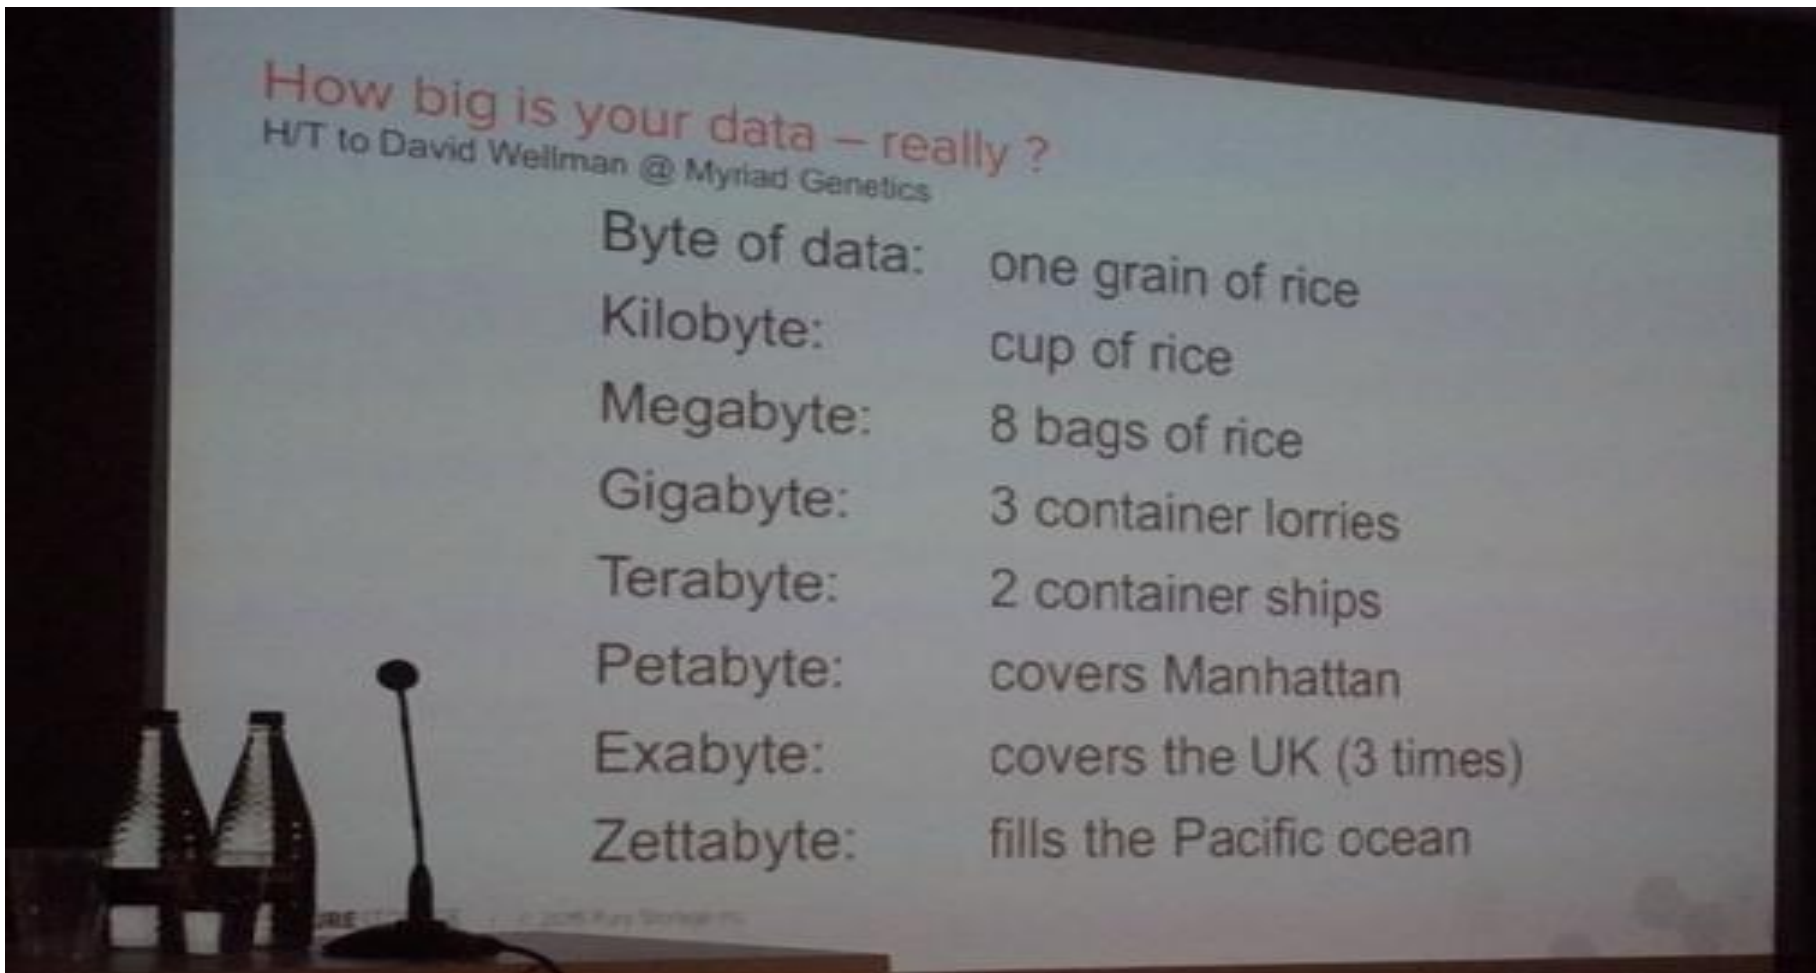 How big is your data – really ?
H/T to David Wellman @ Myriad Genetics
Byte of data: one grain of rice
Kilobyte: cup of rice
Megabyte: 8 bags of rice
Gigabyte: 3 container lorries
Terabyte: 2 container ships
Petabyte: covers Manhattan
Exabyte: covers the UK (3 times)
Zettabyte: fills the Pacific ocean